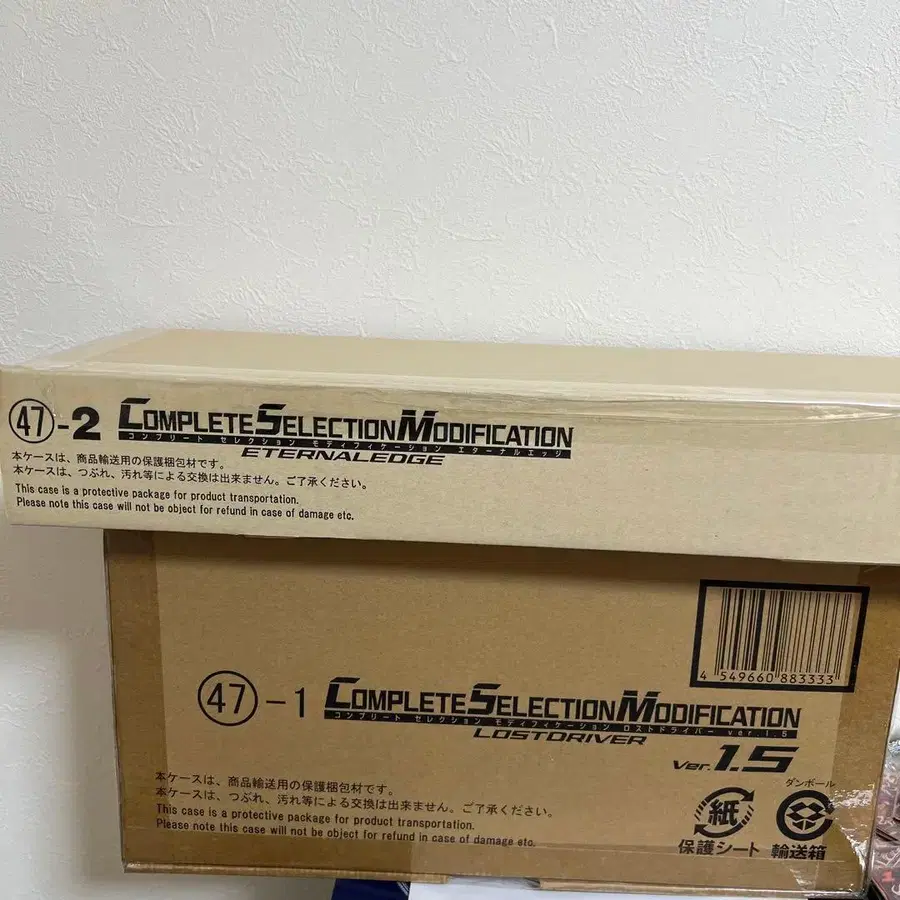 ㊼-2 COMPLETE SELECTION MODIFICATION
コンプリート セレクション モディフィケーション エターナルエッジ
ETERNALEDGE
本ケースは、商品輸送用の保護梱包材です。
本ケースは、つぶれ、汚れ等による交換は出来ません。ご了承ください。
This case is a protective package for product transportation.
Please note this case will not be object for refund in case of damage etc.
4 549660 883333
㊼-1 COMPLETE SELECTION MODIFICATION
コンプリート セレクション モディフィケーション ロストドライバー ver.1.5
LOSTDRIVER
Ver.1.5
本ケースは、商品輸送用の保護梱包材です。
本ケースは、つぶれ、汚れ等による交換は出来ません。ご了承ください。
This case is a protective package for product transportation.
Please note this case will not be object for refund in case of damage etc.
紙
保護シート
ダンボール
輸送箱